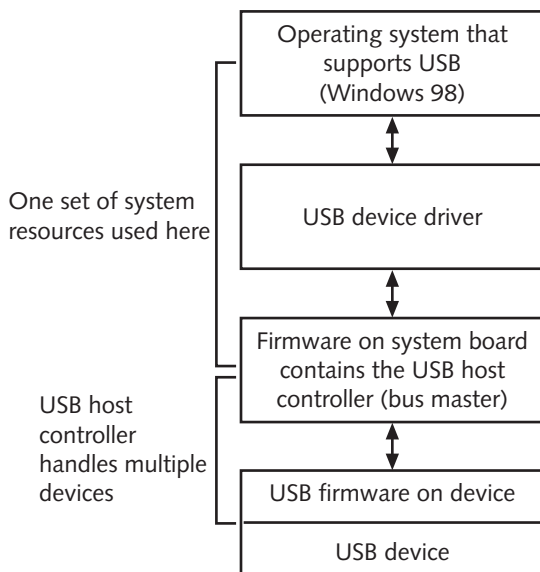 Operating system that
supports USB
(Windows 98)
One set of system
resources used here
USB device driver
Firmware on system board
contains the USB host
controller (bus master)
USB host
controller
handles multiple
devices
USB firmware on device
USB device